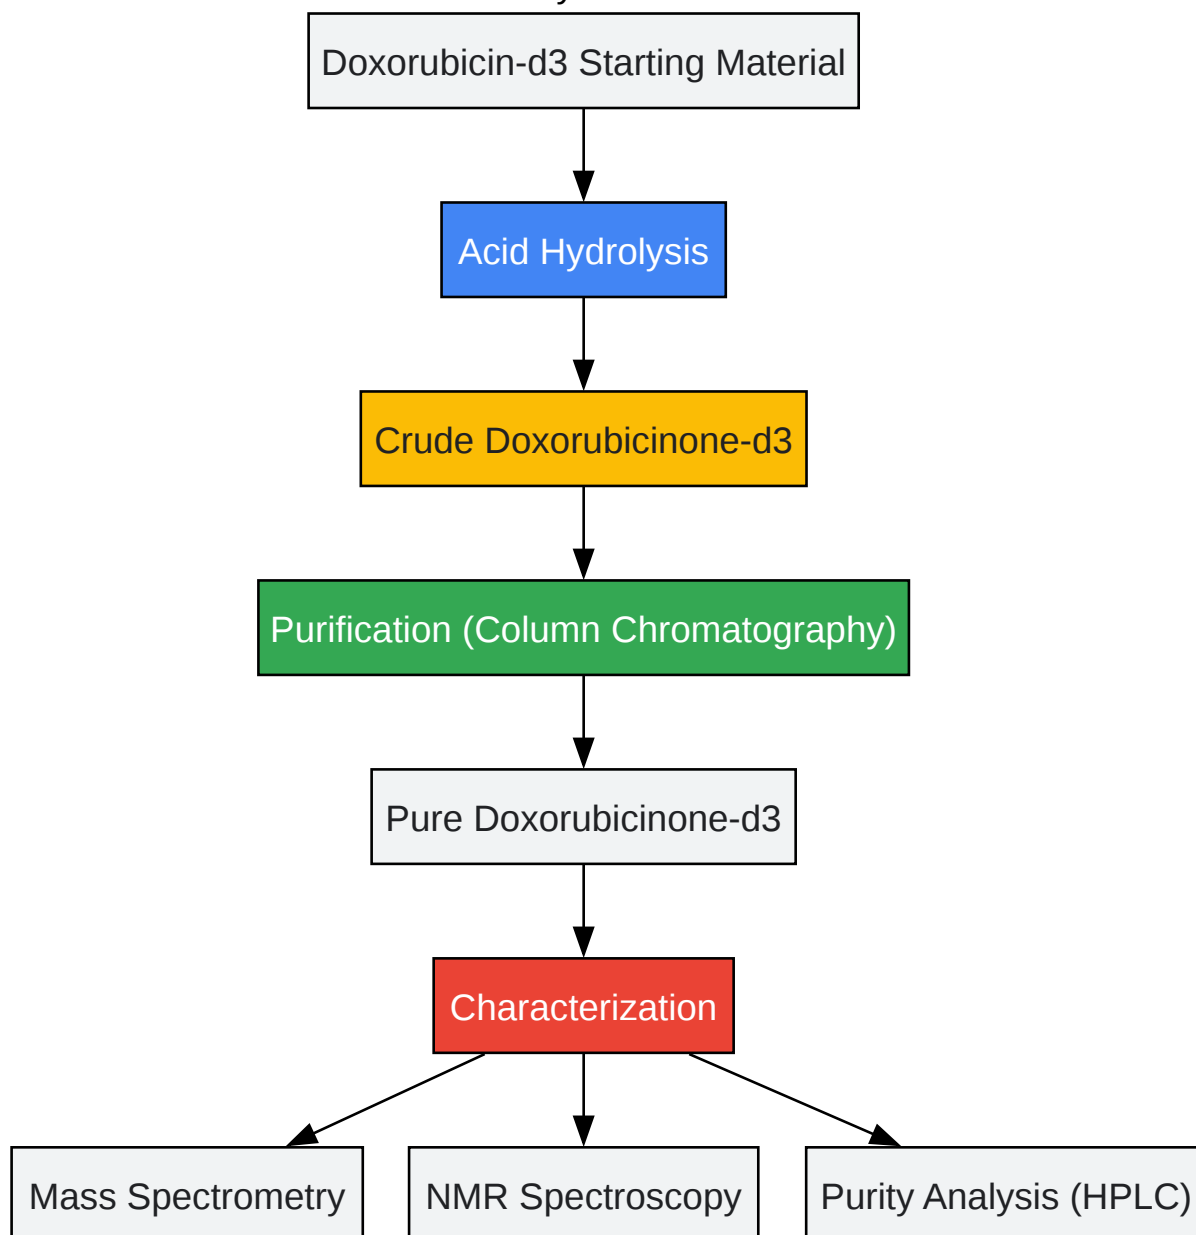 Doxorubicin-d3 Starting Material
Acid Hydrolysis
Crude Doxorubicinone-d3
Purification (Column Chromatography)
Pure Doxorubicinone-d3
Characterization
Mass Spectrometry
NMR Spectroscopy
Purity Analysis (HPLC)